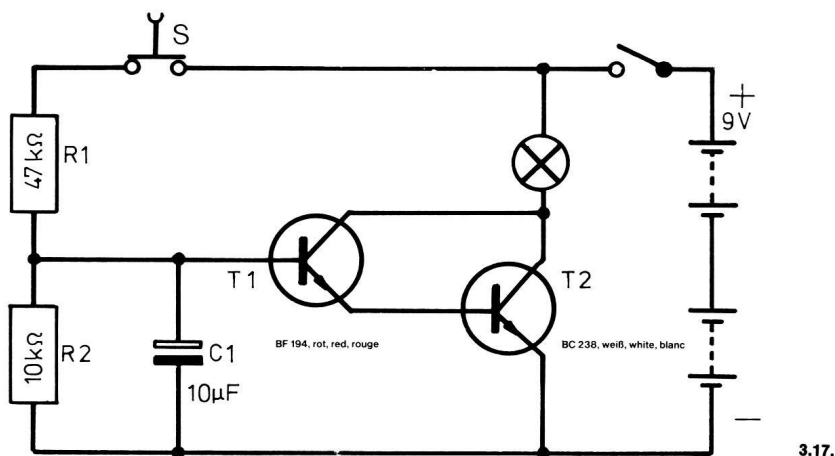 S
+
9V
47kΩ
R1
T1
T2
BF 194, rot, red, rouge
BC 238, weiß, white, blanc
10kΩ
R2
C1
10µF
—
3.17.